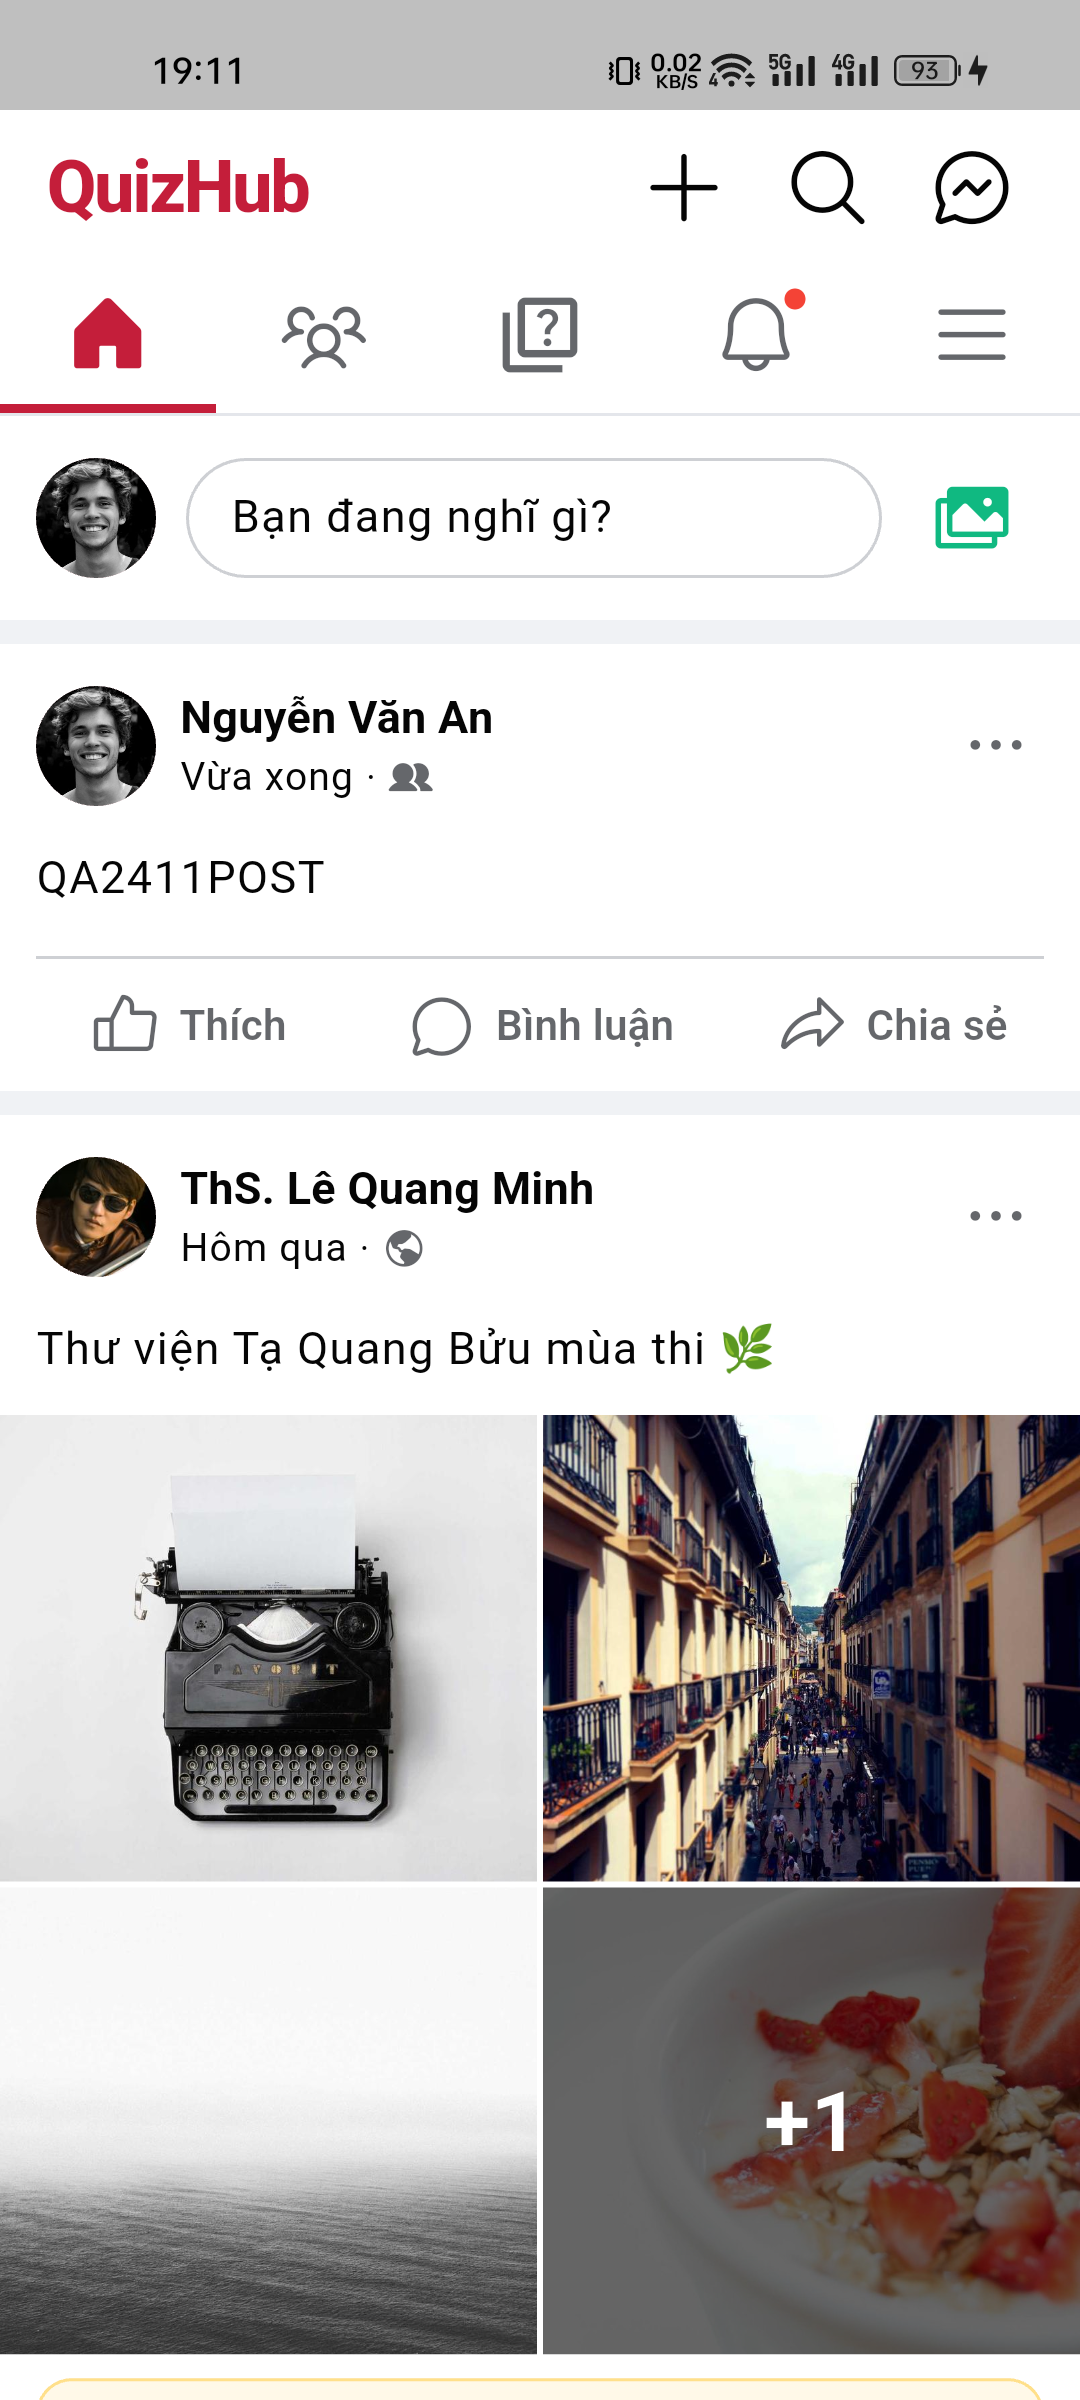 19:11
0.02 KB/S 4 5G 4G 93
QuizHub
?
Bạn đang nghĩ gì?
Nguyễn Văn An
Vừa xong ·
QA2411POST
Thích Bình luận Chia sẻ
ThS. Lê Quang Minh
Hôm qua ·
Thư viện Tạ Quang Bửu mùa thi 🌿
FAVORIT
+1